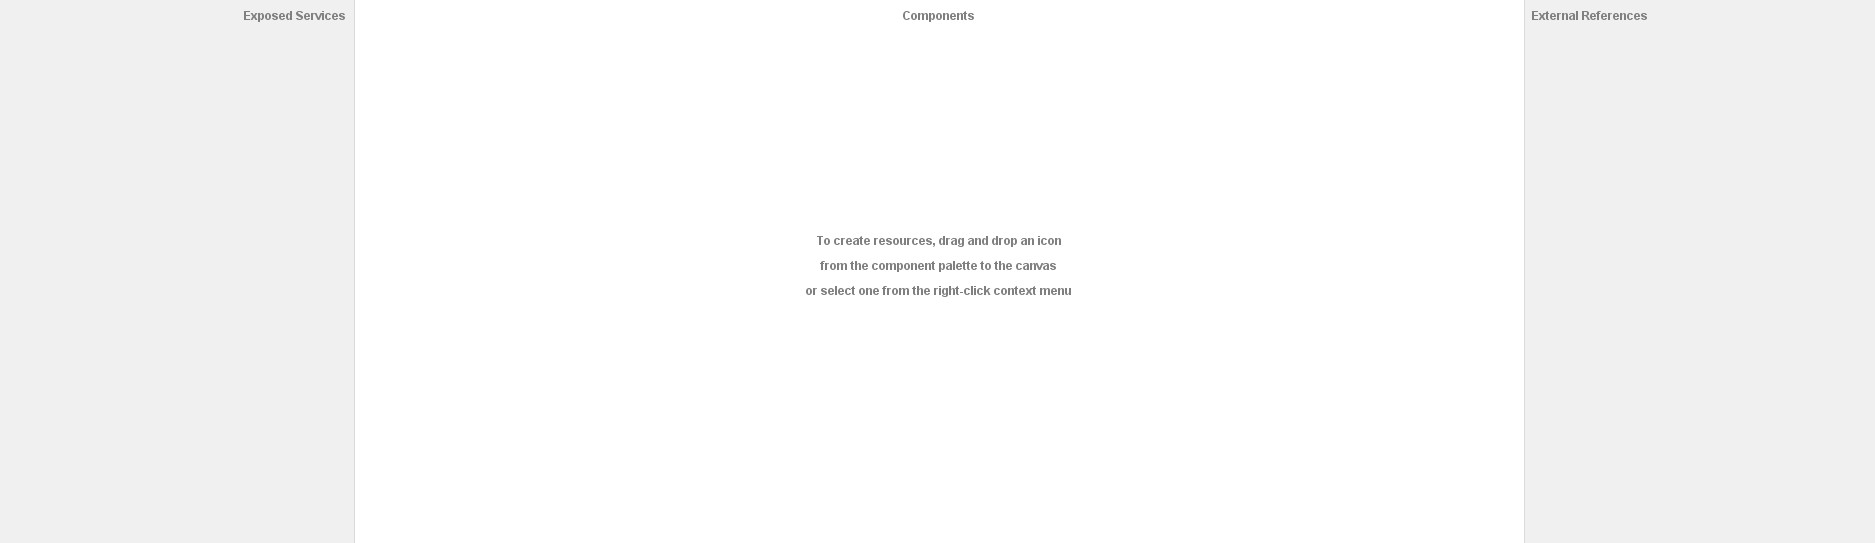 Exposed Services
Components
External References
To create resources, drag and drop an icon
from the component palette to the canvas
or select one from the right-click context menu